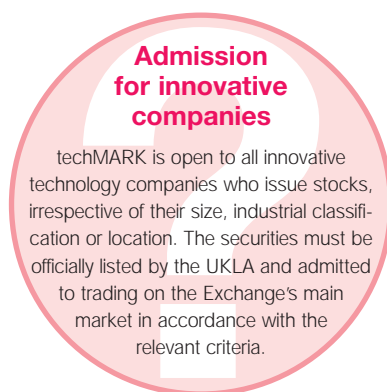 Admission
for innovative
companies
techMARK is open to all innovative
technology companies who issue stocks,
irrespective of their size, industrial classifi-
cation or location. The securities must be
officially listed by the UKLA and admitted
to trading on the Exchange's main
market in accordance with the
relevant criteria.